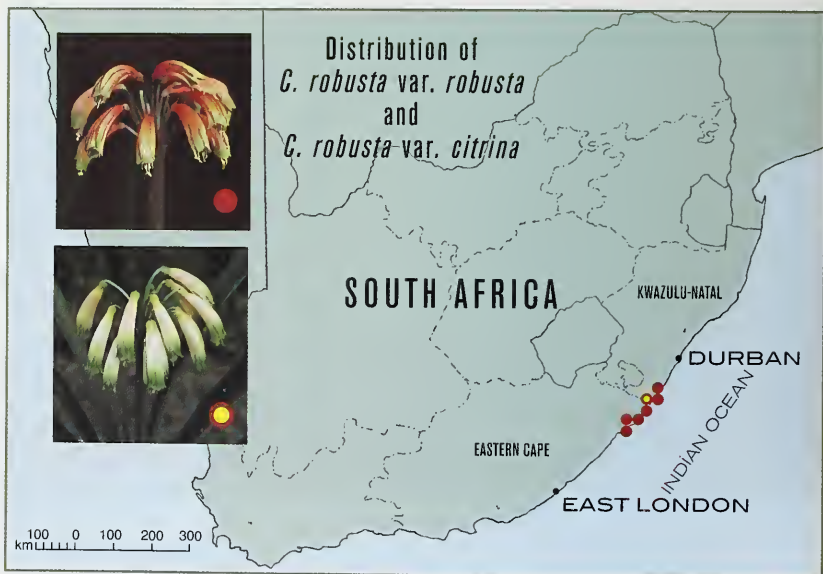 Distribution of
C. robusta var. robusta
and
C. robusta var. citrina
SOUTH AFRICA
KWAZULU-NATAL
DURBAN
INDIAN OCEAN
EASTERN CAPE
EAST LONDON
100 0 100 200 300
km